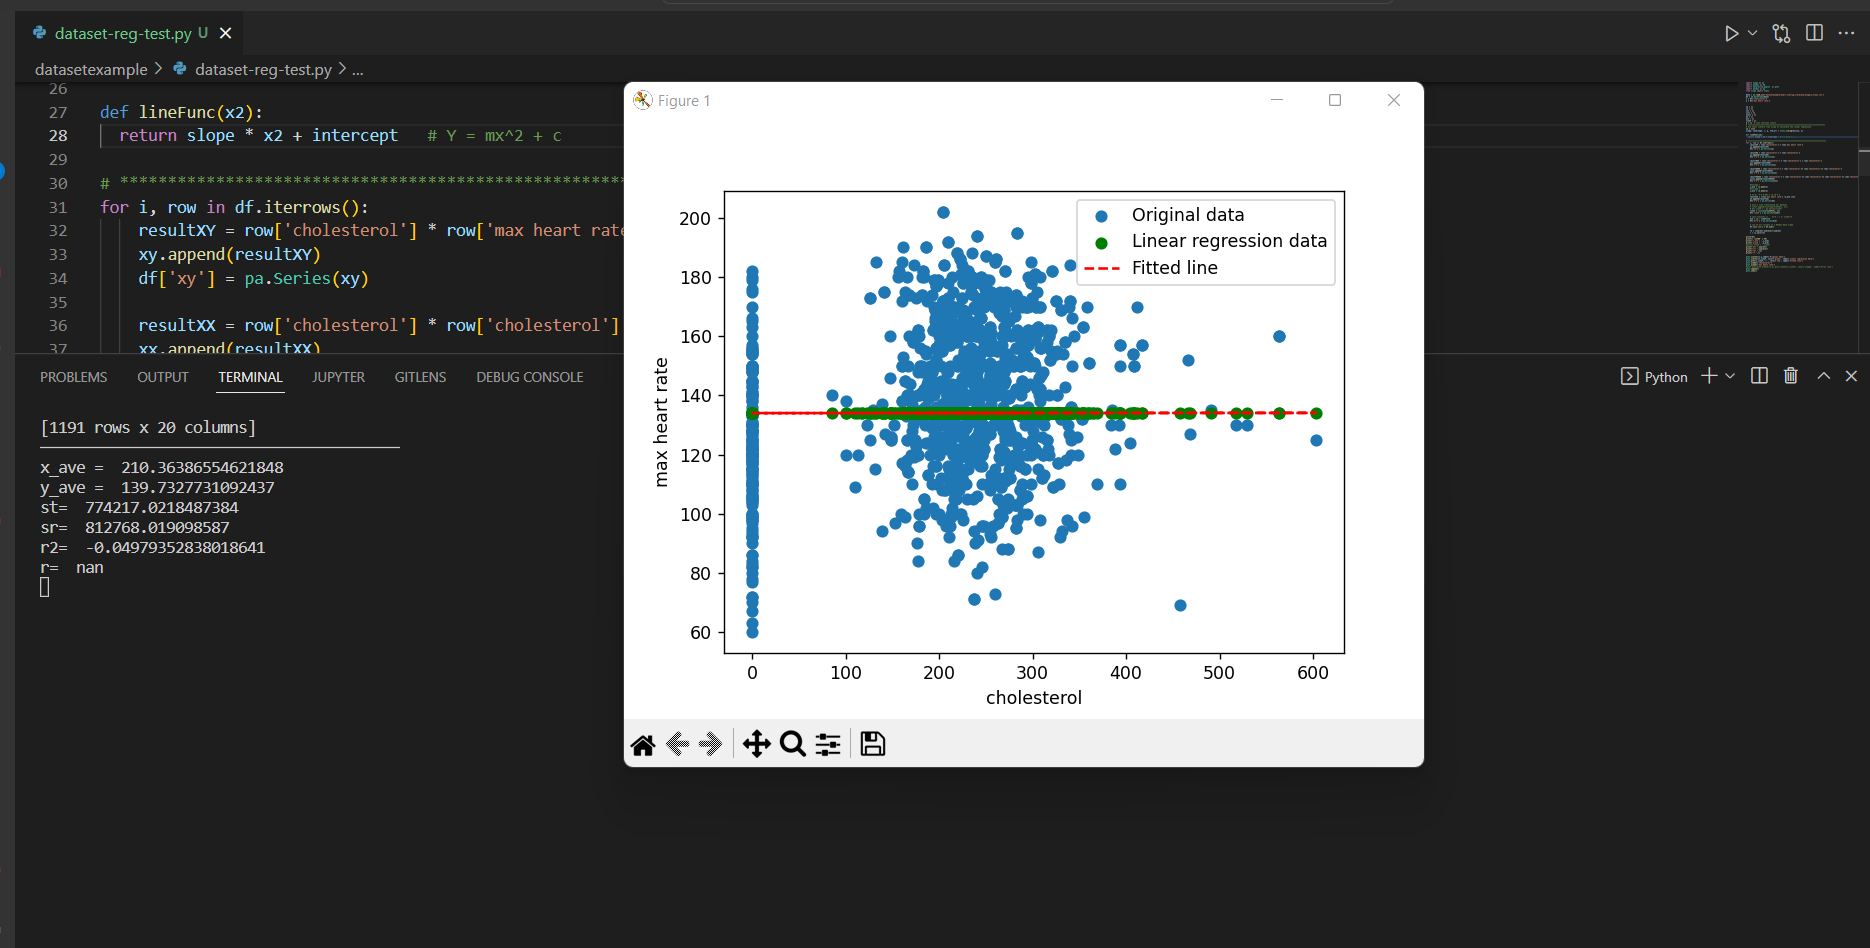 dataset-reg-test.py U
datasetexample > dataset-reg-test.py > ...
26
27 def lineFunc(x2):
28 return slope * x2 + intercept # Y = mx^2 + c
29
30 # ****************************************************
31 for i, row in df.iterrows():
32 resultXY = row['cholesterol'] * row['max heart rate
33 xy.append(resultXY)
34 df['xy'] = pa.Series(xy)
35
36 resultXX = row['cholesterol'] * row['cholesterol']
37 xx.append(resultXX)
PROBLEMS OUTPUT TERMINAL JUPYTER GITLENS DEBUG CONSOLE
Python
[1191 rows x 20 columns]
x_ave = 210.36386554621848
y_ave = 139.7327731092437
st= 774217.0218487384
sr= 812768.019098587
r2= -0.04979352838018641
r= nan
Figure 1
Original data
Linear regression data
Fitted line
max heart rate
200
180
160
140
120
100
80
60
0 100 200 300 400 500 600
cholesterol